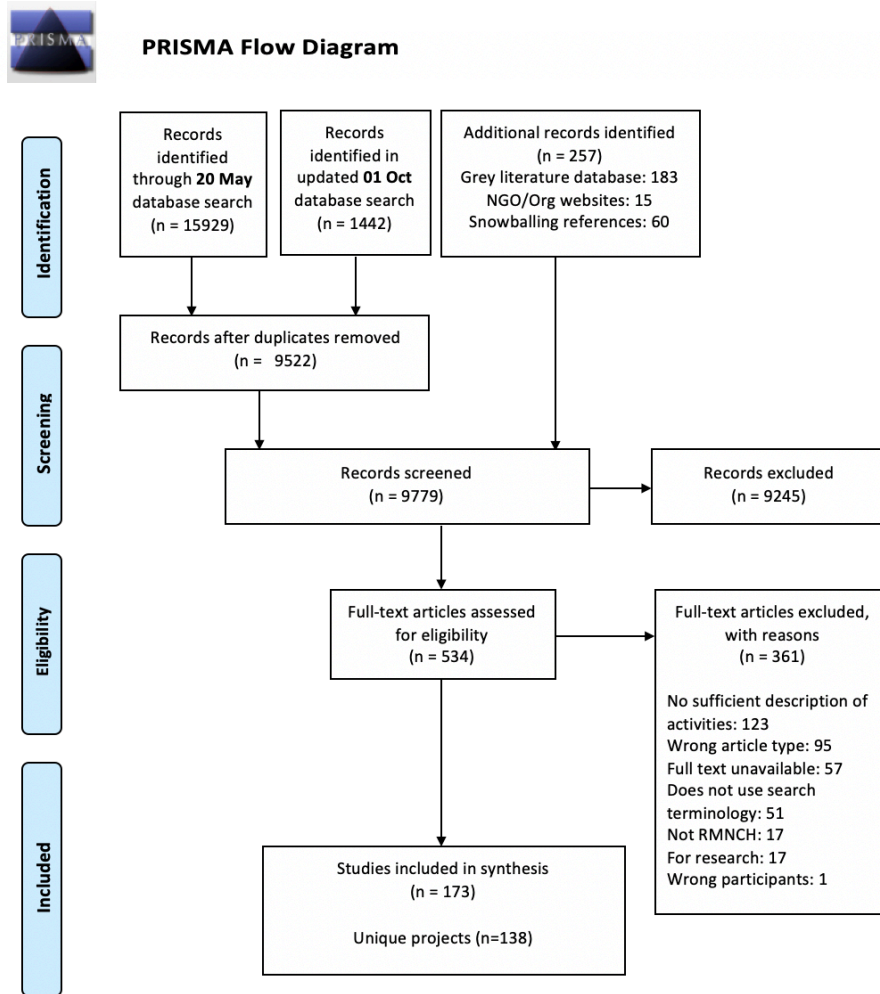 PRISMA
PRISMA Flow Diagram
Identification
Records
identified
through 20 May
database search
(n = 15929)
Records
identified in
updated 01 Oct
database search
(n = 1442)
Additional records identified
(n = 257)
Grey literature database: 183
NGO/Org websites: 15
Snowballing references: 60
Records after duplicates removed
(n = 9522)
Screening
Records screened
(n = 9779)
Records excluded
(n = 9245)
Eligibility
Full-text articles assessed
for eligibility
(n = 534)
Full-text articles excluded,
with reasons
(n = 361)
No sufficient description of
activities: 123
Wrong article type: 95
Full text unavailable: 57
Does not use search
terminology: 51
Not RMNCH: 17
For research: 17
Wrong participants: 1
Included
Studies included in synthesis
(n = 173)
Unique projects (n=138)